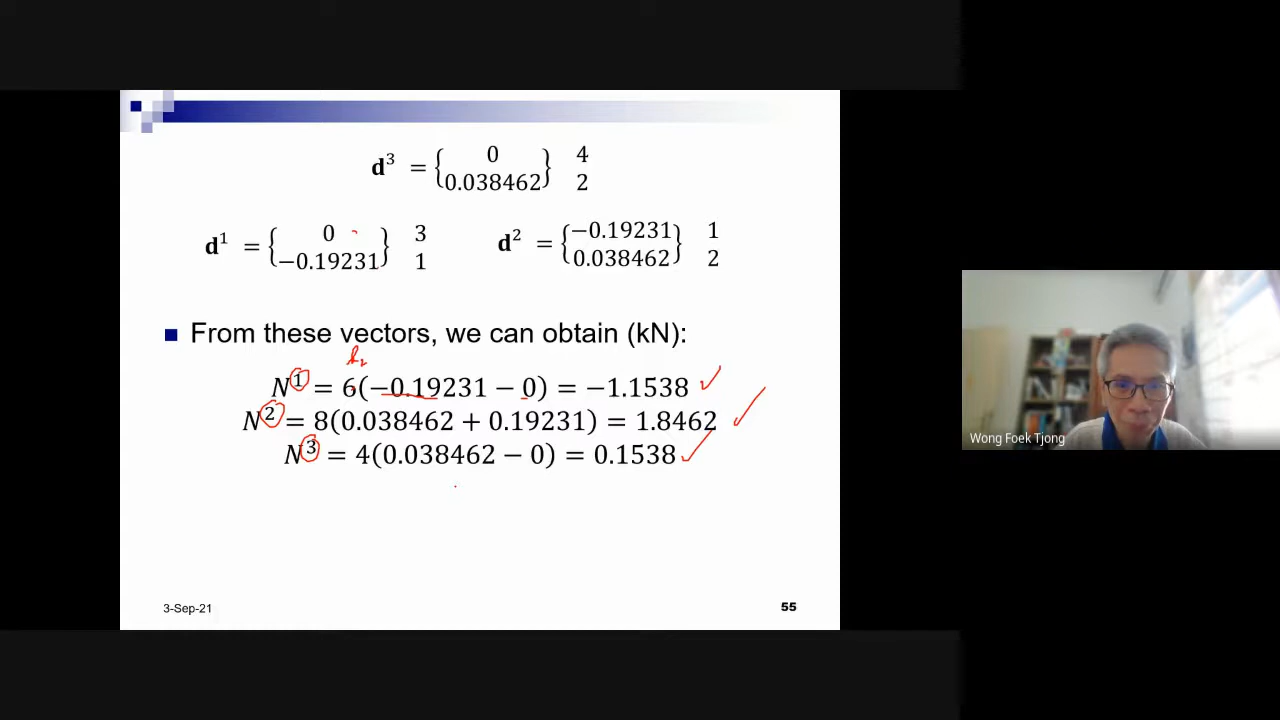 d³ = {0 0.038462} 4 2
d¹ = {0 −0.19231} 3 1
d² = {−0.19231 0.038462} 1 2
From these vectors, we can obtain (kN):
N¹ = 6(−0.19231 − 0) = −1.1538
N² = 8(0.038462 + 0.19231) = 1.8462
N³ = 4(0.038462 − 0) = 0.1538
3-Sep-21
55
Wong Foek Tjong